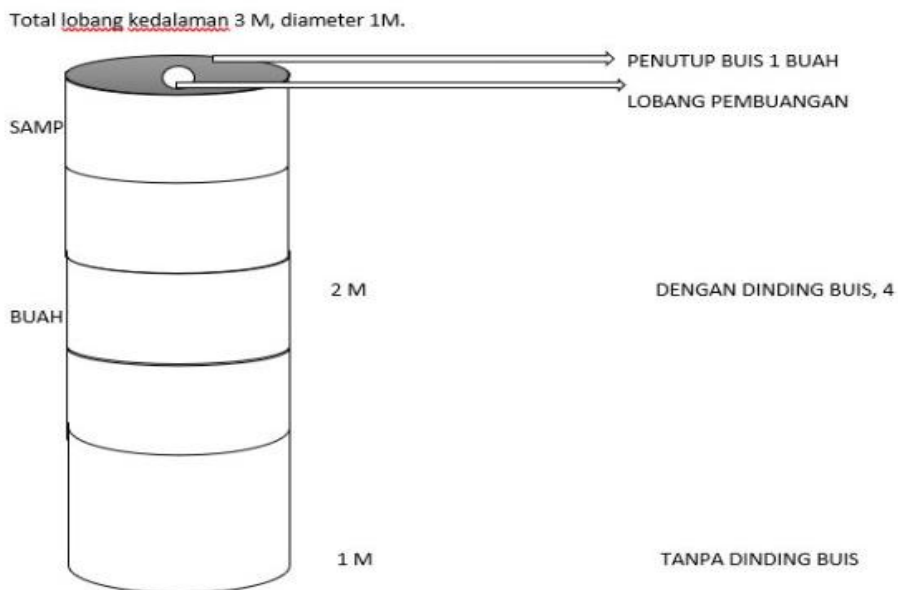 Total lobang kedalaman 3 M, diameter 1M.
PENUTUP BUIS 1 BUAH
LOBANG PEMBUANGAN
SAMP
2 M DENGAN DINDING BUIS, 4
BUAH
1 M TANPA DINDING BUIS